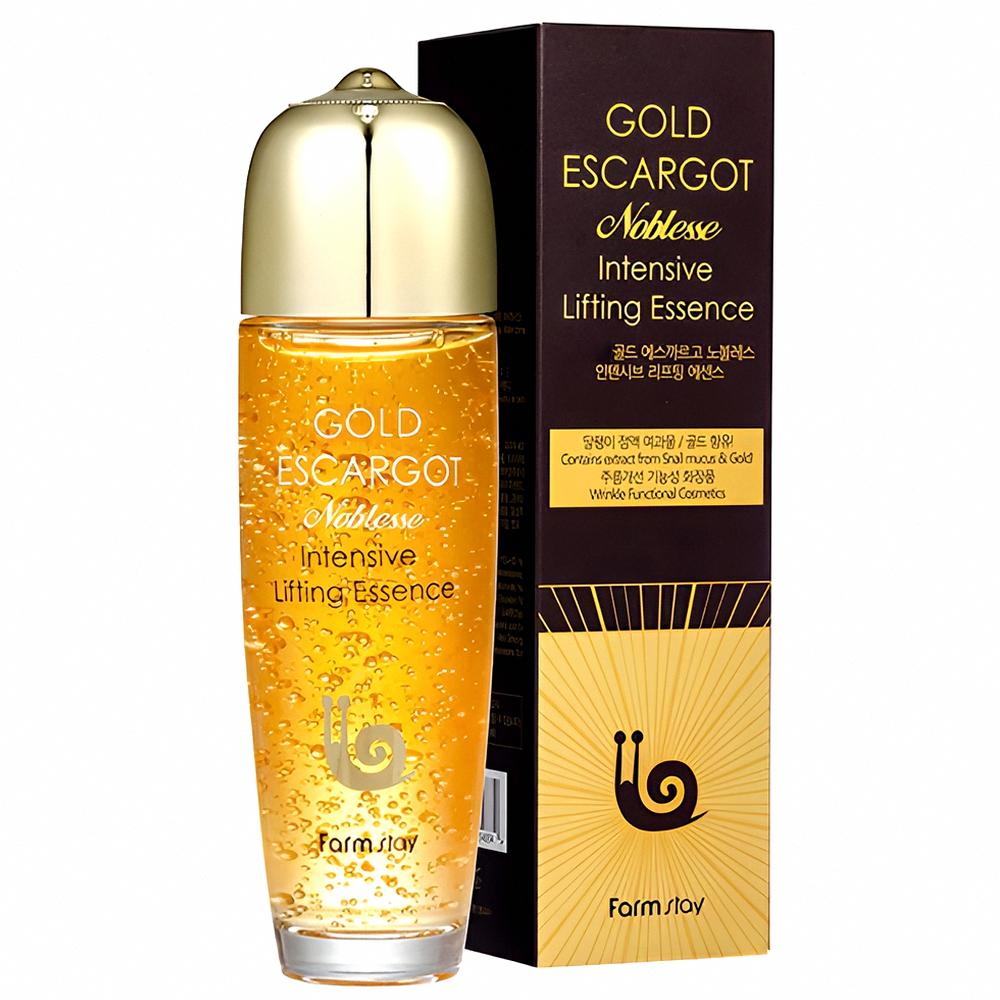 GOLD
ESCARGOT
Noblesse
Intensive
Lifting Essence
Farm stay
GOLD
ESCARGOT
Noblesse
Intensive
Lifting Essence
골드 에스까르고 노블레스
인텐시브 리프팅 에센스
달팽이 점액 여과물 / 골드 함유
Contains extract from Snail mucus & Gold
주름개선 기능성 화장품
Wrinkle Functional Cosmetics
Farm stay